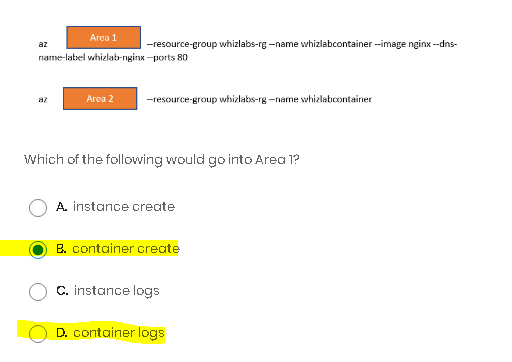 az Area 1 --resource-group whizlabs-rg --name whizlabcontainer --image nginx --dns-
name-label whizlab-nginx --ports 80
az Area 2 --resource-group whizlabs-rg --name whizlabcontainer
Which of the following would go into Area 1?
A. instance create
B. container create
C. instance logs
D. container logs